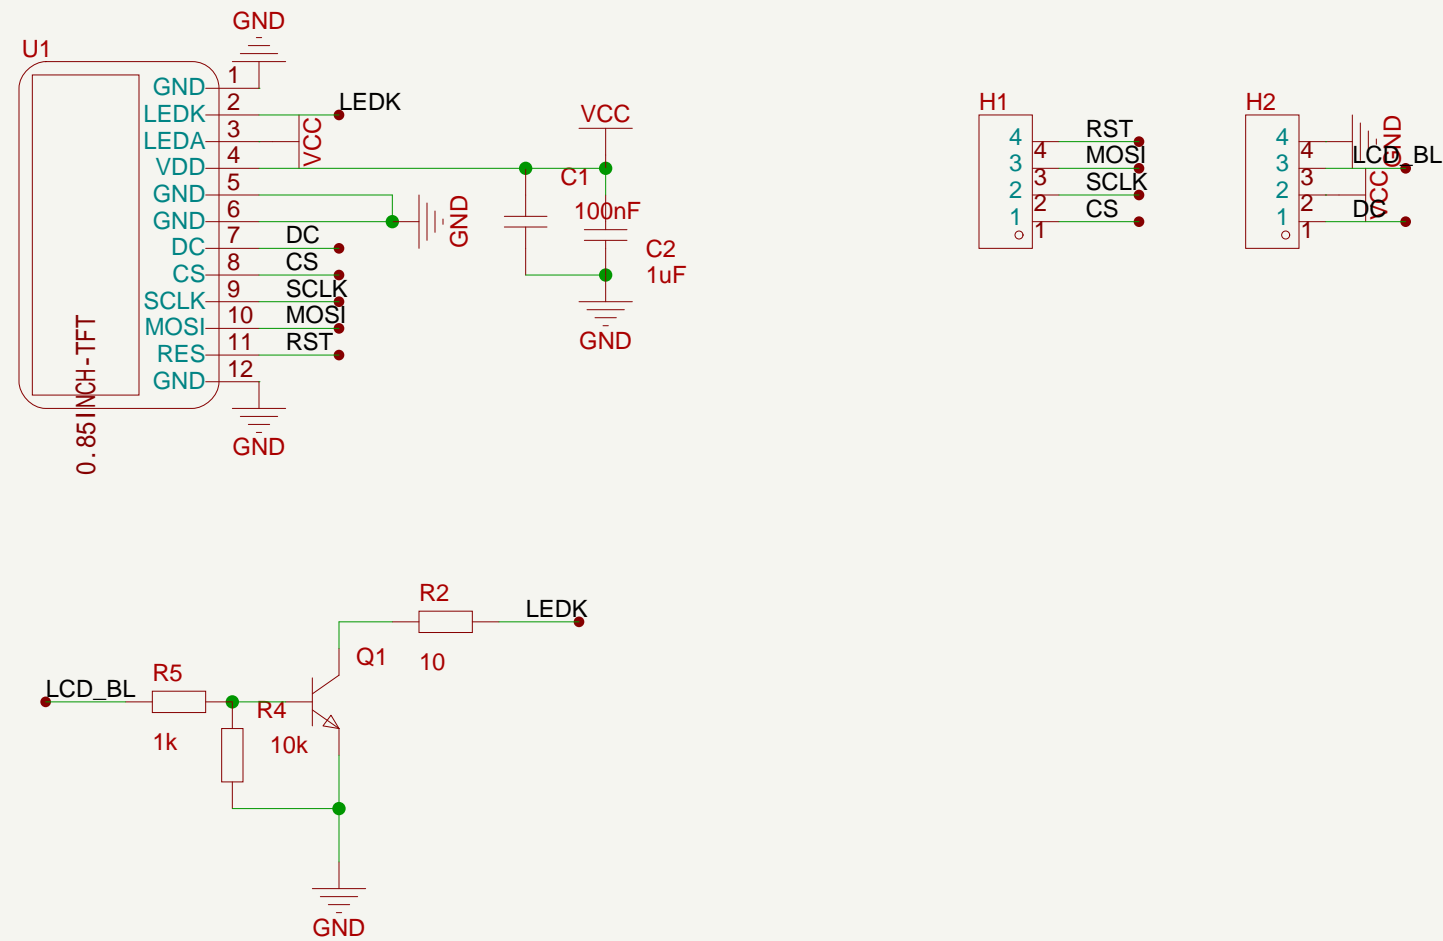 GND
U1
GND 1
LEDK 2 LEDK
LEDA 3 VCC
VDD 4
GND 5
GND 6 GND
DC 7 DC
CS 8 CS
SCLK 9 SCLK
MOSI 10 MOSI
RES 11 RST
GND 12
GND
0.85INCH-TFT
VCC
C1
100nF
C2
1uF
GND
H1
4 4 RST
3 3 MOSI
2 2 SCLK
1 1 CS
H2
4 4 GND
3 3 LCD_BL
2 2 VCC
1 1 DC
R2
LEDK
10
Q1
R5
LCD_BL
1k
R4
10k
GND